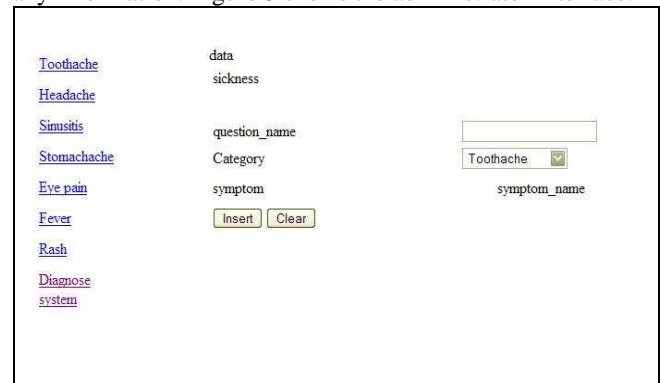 Toothache
Headache
Sinusitis
Stomachache
Eye pain
Fever
Rash
Diagnose
system
data
sickness
question_name
Category Toothache
symptom symptom_name
Insert Clear